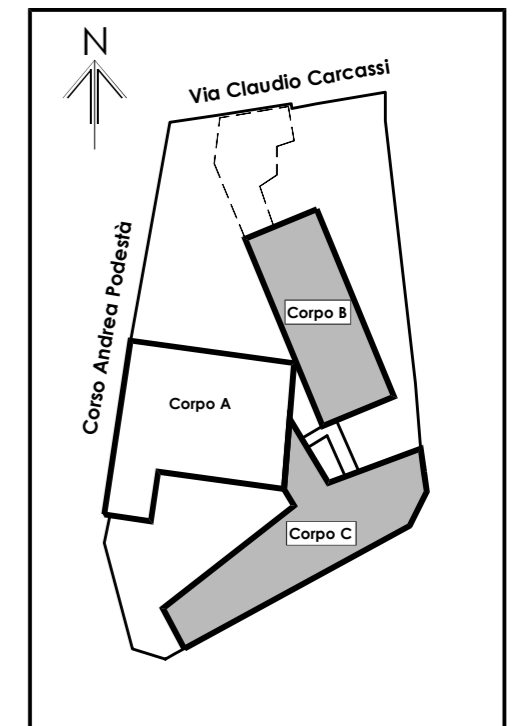 N
Via Claudio Carcassi
Corso Andrea Podestà
Corpo B
Corpo A
Corpo C